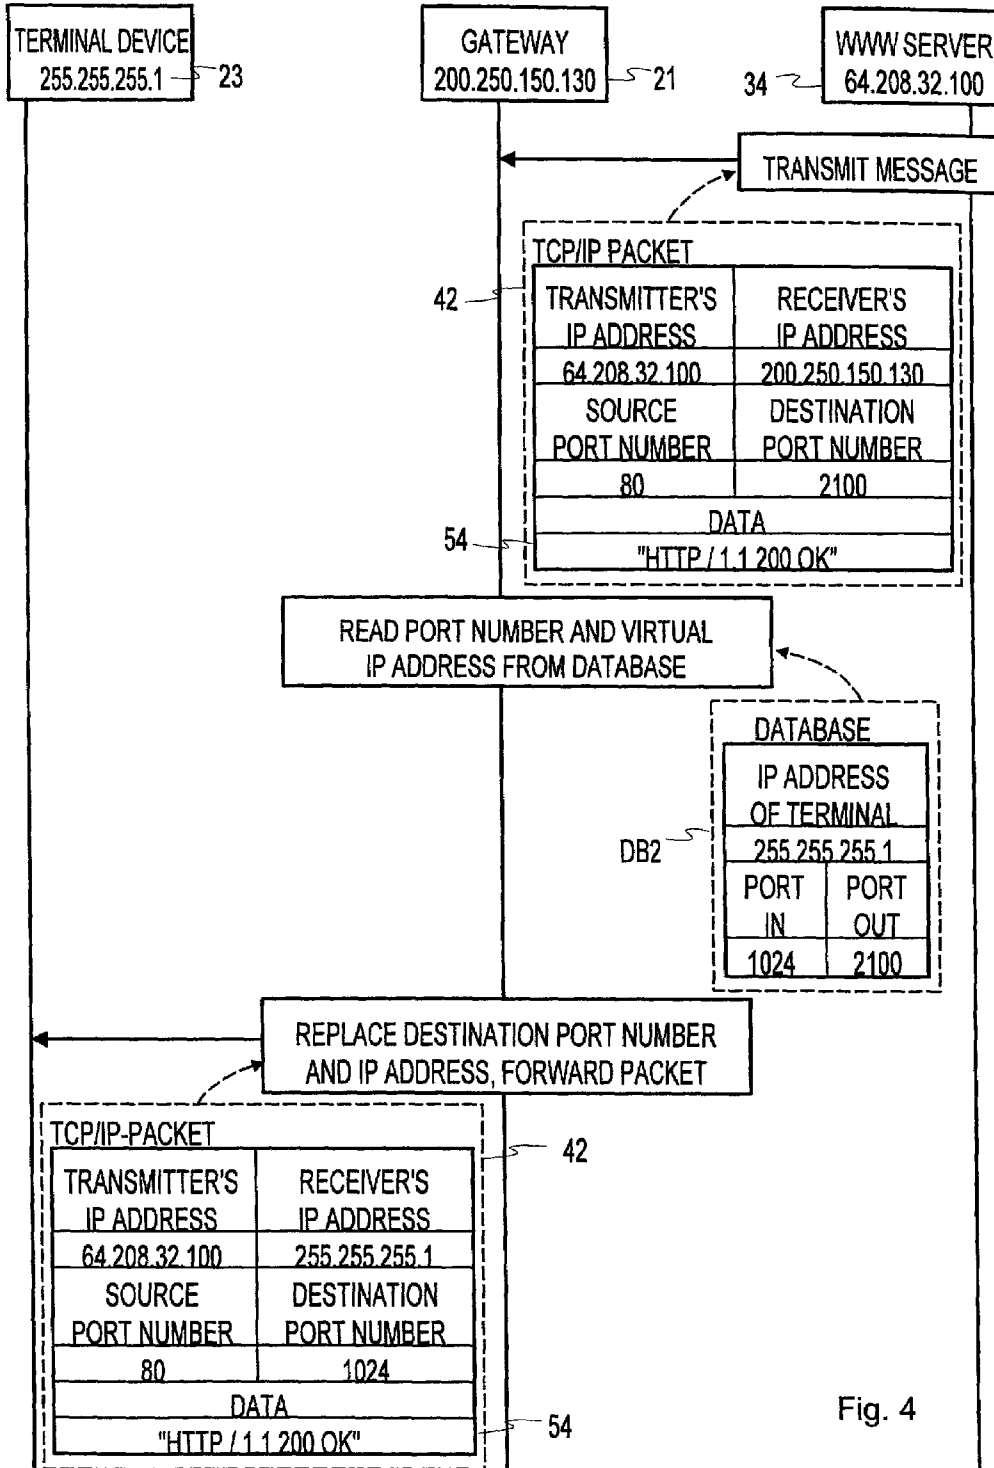 TERMINAL DEVICE
255.255.255.1
23
GATEWAY
200.250.150.130
21
WWW SERVER
64.208.32.100
34
TRANSMIT MESSAGE
TCP/IP PACKET
42
TRANSMITTER'S
IP ADDRESS
RECEIVER'S
IP ADDRESS
64.208.32.100
200.250.150.130
SOURCE
PORT NUMBER
DESTINATION
PORT NUMBER
80
2100
DATA
54
"HTTP / 1.1 200 OK"
READ PORT NUMBER AND VIRTUAL
IP ADDRESS FROM DATABASE
DATABASE
IP ADDRESS
OF TERMINAL
DB2
255.255.255.1
PORT
IN
PORT
OUT
1024
2100
REPLACE DESTINATION PORT NUMBER
AND IP ADDRESS, FORWARD PACKET
TCP/IP-PACKET
42
TRANSMITTER'S
IP ADDRESS
RECEIVER'S
IP ADDRESS
64.208.32.100
255.255.255.1
SOURCE
PORT NUMBER
DESTINATION
PORT NUMBER
80
1024
DATA
"HTTP / 1.1 200 OK"
54
Fig. 4